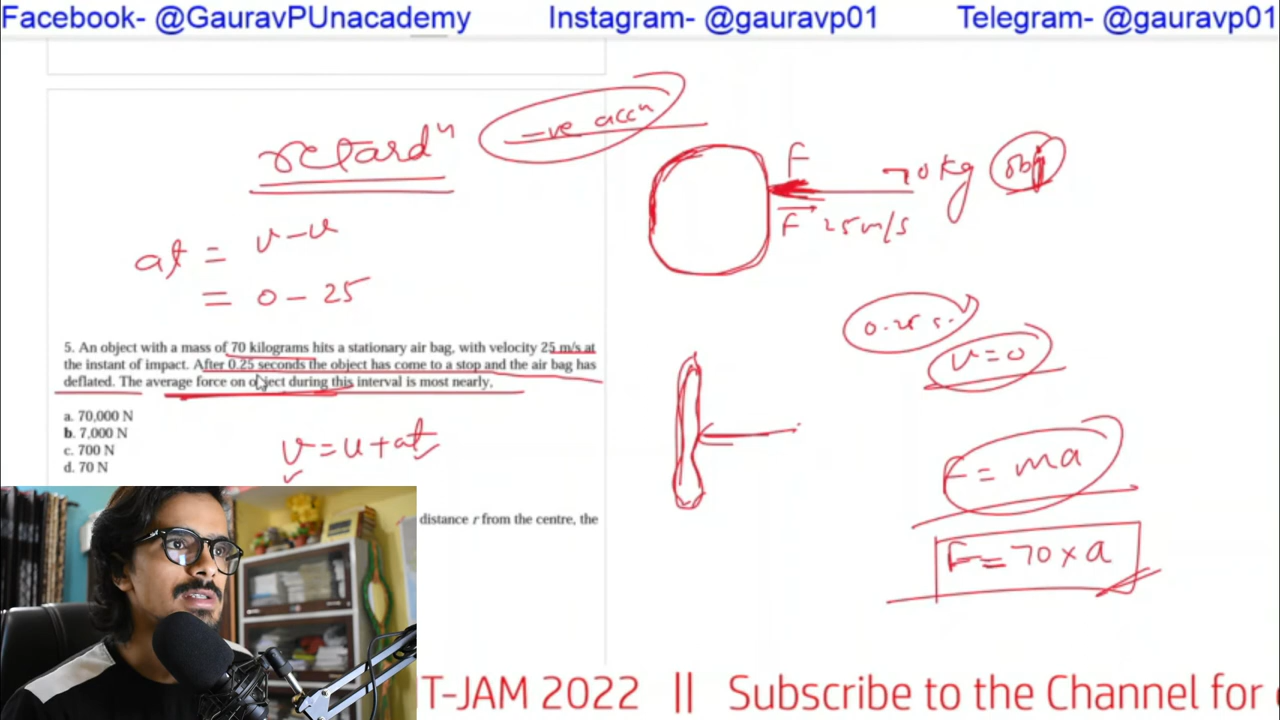 Facebook- @GauravPUnacademy Instagram- @gauravp01 Telegram- @gauravp01
retardⁿ
-ve accⁿ
F
70 kg obj
F 25 m/s
at = v - u
= 0 - 25
0.25 s.
v = 0
5. An object with a mass of 70 kilograms hits a stationary air bag, with velocity 25 m/s at
the instant of impact. After 0.25 seconds the object has come to a stop and the air bag has
deflated. The average force on object during this interval is most nearly,
a. 70,000 N
b. 7,000 N
c. 700 N
d. 70 N
v = u + at
F = ma
F = 70 × a
distance r from the centre, the
T-JAM 2022 || Subscribe to the Channel for